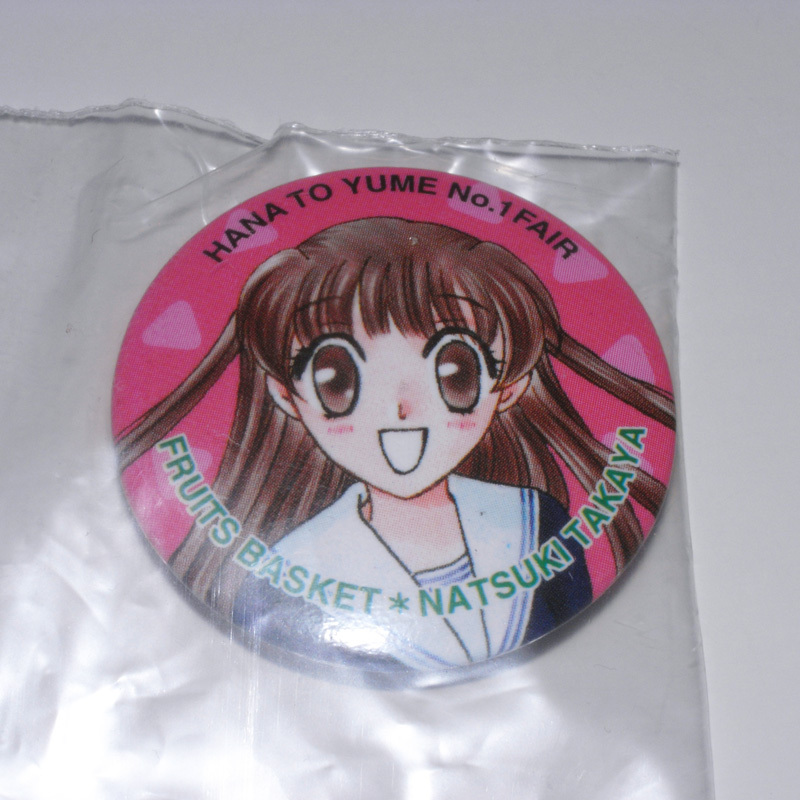 HANA TO YUME No.1 FAIR
FRUITS BASKET * NATSUKI TAKAYA